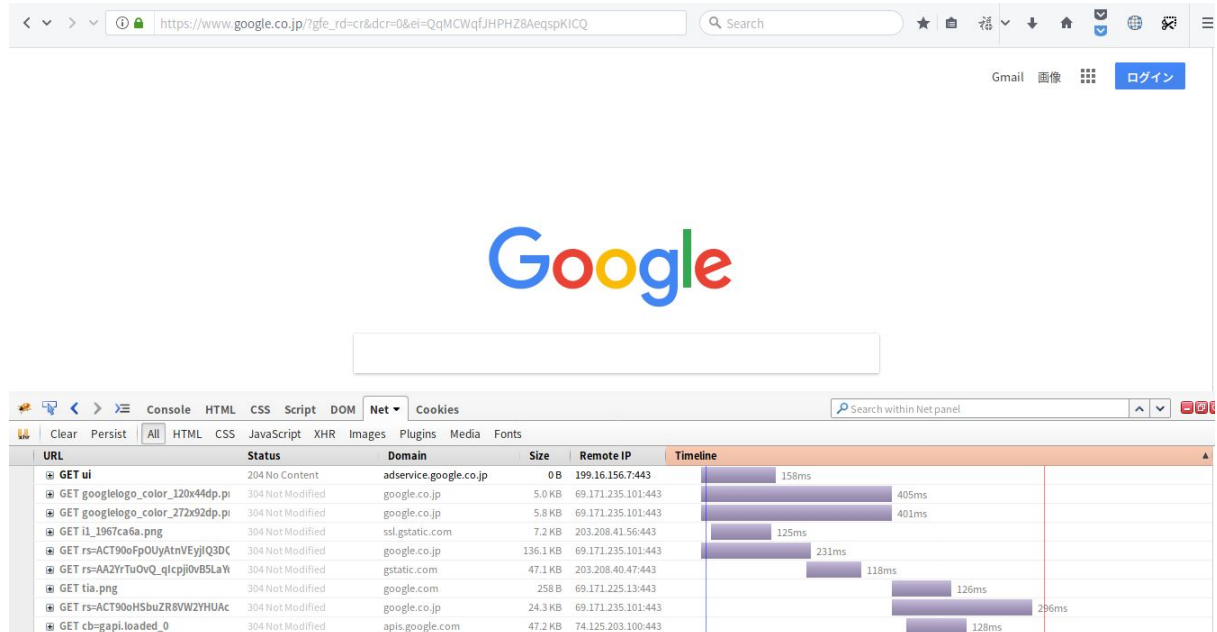 https://www.google.co.jp/?gfe_rd=cr&dcr=0&ei=QqMCWqfJHPHZ8AeqspKICQ Search
Gmail 画像 ログイン
Google
Console HTML CSS Script DOM Net Cookies Search within Net panel
Clear Persist All HTML CSS JavaScript XHR Images Plugins Media Fonts
URL Status Domain Size Remote IP Timeline
GET ui 204 No Content adservice.google.co.jp 0 B 199.16.156.7:443 158ms
GET googlelogo_color_120x44dp.p 304 Not Modified google.co.jp 5.0 KB 69.171.235.101:443 405ms
GET googlelogo_color_272x92dp.p 304 Not Modified google.co.jp 5.8 KB 69.171.235.101:443 401ms
GET i1_1967ca6a.png 304 Not Modified ssl.gstatic.com 7.2 KB 203.208.41.56:443 125ms
GET rs=ACT90oFpOUyAtnVEyjIQ3DC 304 Not Modified google.co.jp 136.1 KB 69.171.235.101:443 231ms
GET rs=AA2YrTuOvQ_qIcpji0vB5LaY 304 Not Modified gstatic.com 47.1 KB 203.208.40.47:443 118ms
GET tia.png 304 Not Modified google.com 258 B 69.171.225.13:443 126ms
GET rs=ACT90oHSbuZR8VW2YHUAc 304 Not Modified google.co.jp 24.3 KB 69.171.235.101:443 296ms
GET cb=gapi.loaded_0 304 Not Modified apis.google.com 47.2 KB 74.125.203.100:443 128ms